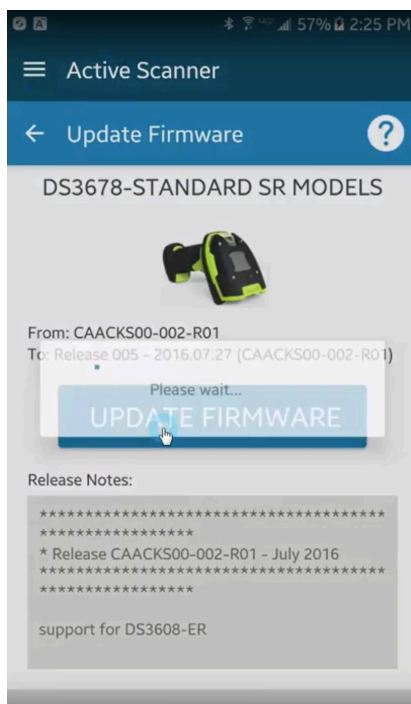 57% 2:25 PM
Active Scanner
Update Firmware
?
DS3678-STANDARD SR MODELS
From: CAACKS00-002-R01
To: Release 005 - 2016.07.27 (CAACKS00-002-R01)
Please wait...
UPDATE FIRMWARE
Release Notes:
**************************************
*****************
* Release CAACKS00-002-R01 - July 2016
**************************************
*****************
support for DS3608-ER